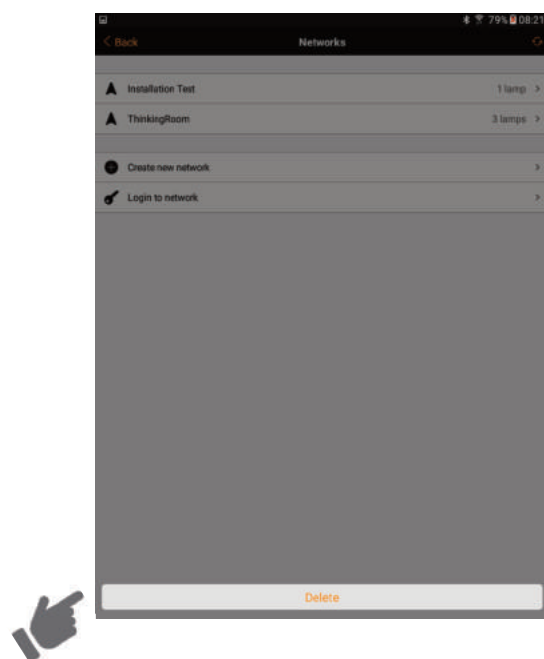 79% 08:21
< Back Networks
Installation Test 1 lamp >
ThinkingRoom 3 lamps >
Create new network >
Login to network >
Delete